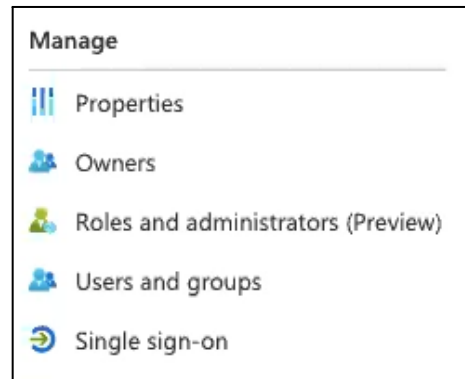 Manage
Properties
Owners
Roles and administrators (Preview)
Users and groups
Single sign-on